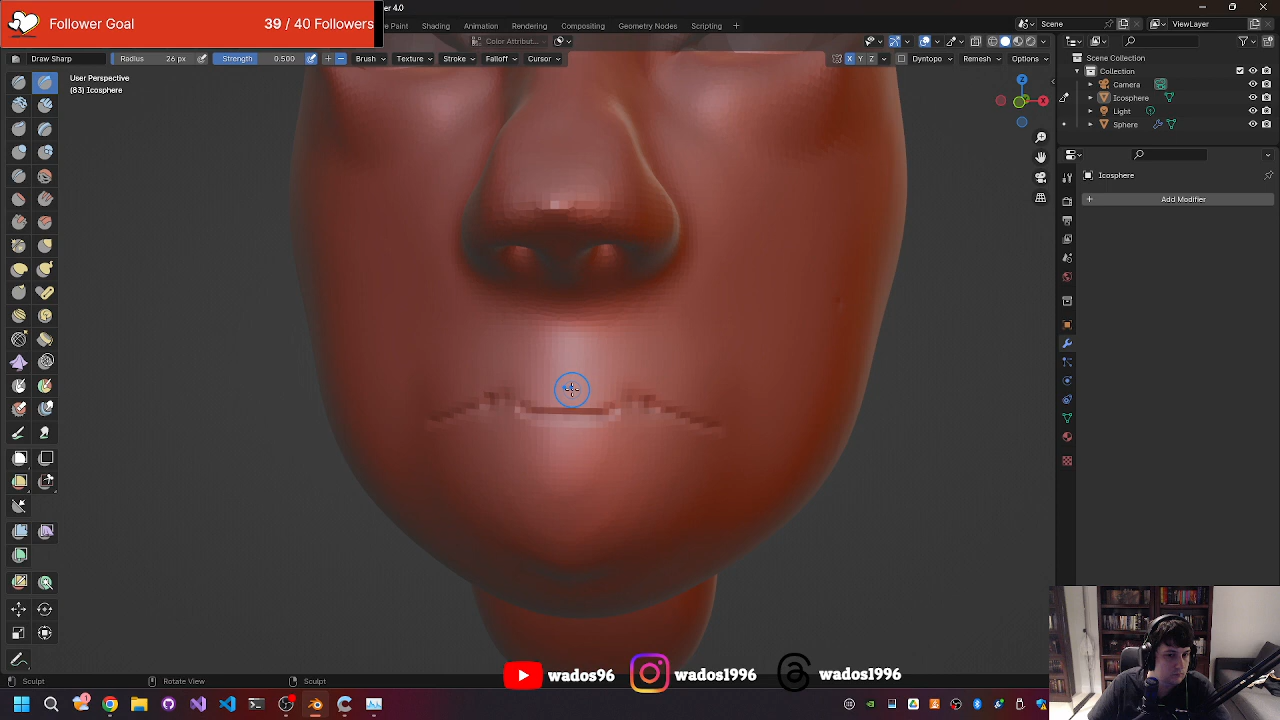 Follower Goal 39 / 40 Followers
er 4.0
e Paint Shading Animation Rendering Compositing Geometry Nodes Scripting +
Scene ViewLayer
Color Attribut...
Draw Sharp Radius 26 px Strength 0.500 Brush Texture Stroke Falloff Cursor X Y Z Dyntopo Remesh Options
User Perspective
(83) Icosphere
Z
X
Scene Collection
Collection
Camera
Icosphere
Light
Sphere
Icosphere
+ Add Modifier
wados96 wados1996 wados1996
Sculpt Rotate View Sculpt